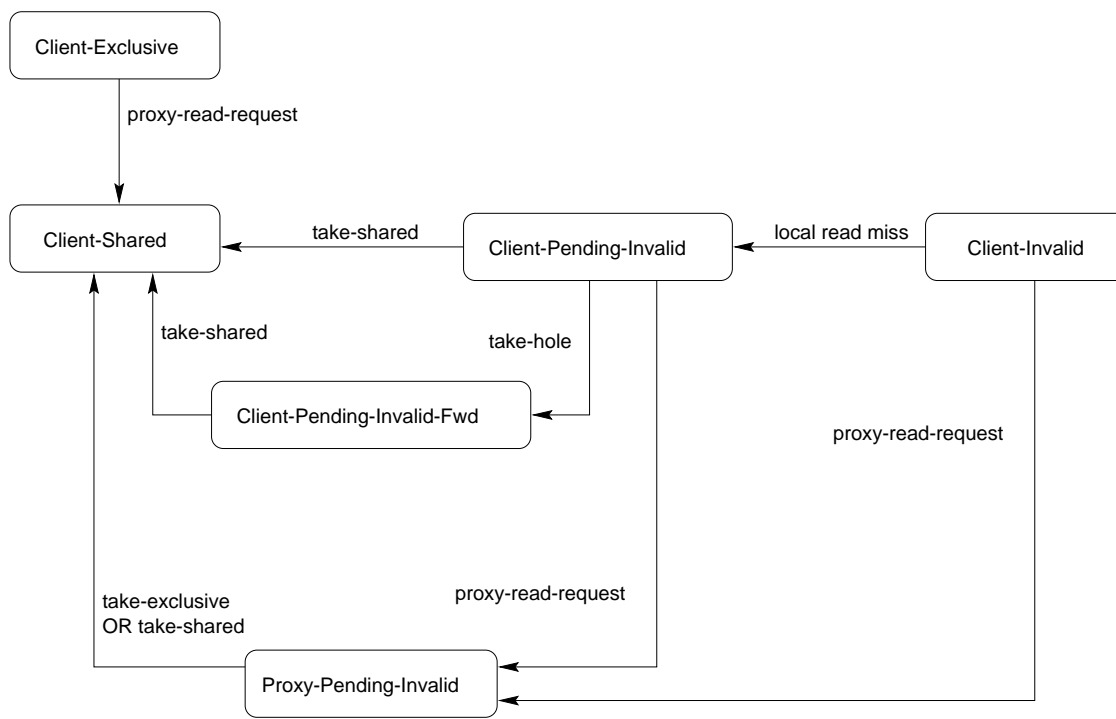 Client-Exclusive
proxy-read-request
Client-Shared
take-shared
Client-Pending-Invalid
local read miss
Client-Invalid
take-shared
take-hole
Client-Pending-Invalid-Fwd
proxy-read-request
proxy-read-request
take-exclusive
OR take-shared
Proxy-Pending-Invalid